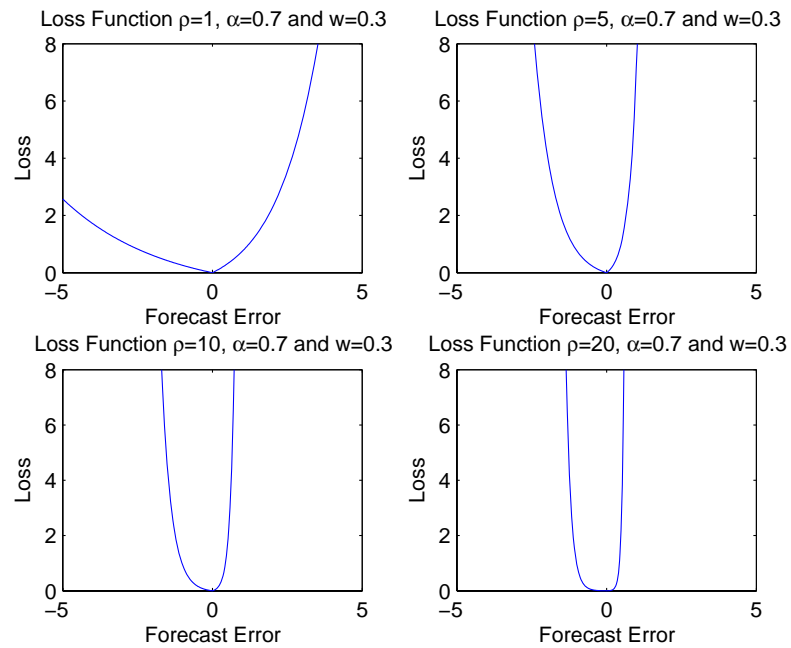 Loss Function ρ=1, α=0.7 and w=0.3
8
6
4
2
0
Loss
−5
0
5
Forecast Error
Loss Function ρ=5, α=0.7 and w=0.3
8
6
4
2
0
Loss
−5
0
5
Forecast Error
Loss Function ρ=10, α=0.7 and w=0.3
8
6
4
2
0
Loss
−5
0
5
Forecast Error
Loss Function ρ=20, α=0.7 and w=0.3
8
6
4
2
0
Loss
−5
0
5
Forecast Error